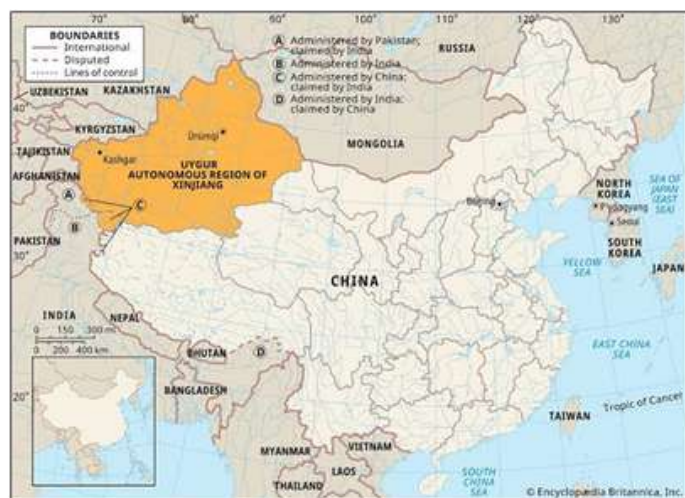 70°
80°
90°
100°
110°
120°
130°
BOUNDARIES
International
Disputed
Lines of control
A Administered by Pakistan;
claimed by India
B Administered by India
C Administered by China;
claimed by India
D Administered by India;
claimed by China
RUSSIA
UZBEKISTAN
KAZAKHSTAN
40°
KYRGYZSTAN
Ürümqi
MONGOLIA
TAJIKISTAN
Kashgar
UYGUR
AUTONOMOUS REGION OF
XINJIANG
AFGHANISTAN
A
C
B
Beijing
NORTH
KOREA
P'yŏngyang
Seoul
SOUTH
KOREA
SEA OF
JAPAN
(EAST
SEA)
PAKISTAN
30°
CHINA
YELLOW
SEA
JAPAN
INDIA
NEPAL
0 150 300 mi
0 200 400 km
BHUTAN
D
EAST CHINA
SEA
BANGLADESH
20°
TAIWAN
Tropic of Cancer
MYANMAR
VIETNAM
LAOS
THAILAND
SOUTH
CHINA
SEA
© Encyclopædia Britannica, Inc.